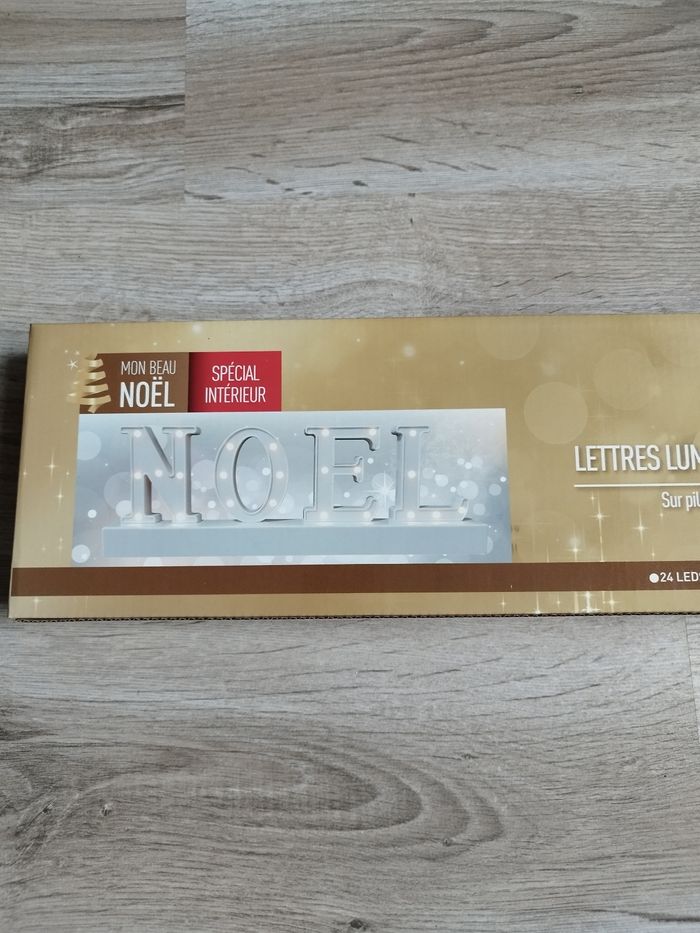 MON BEAU
NOËL
SPÉCIAL
INTÉRIEUR
NOEL
LETTRES LUM
Sur pil
24 LED